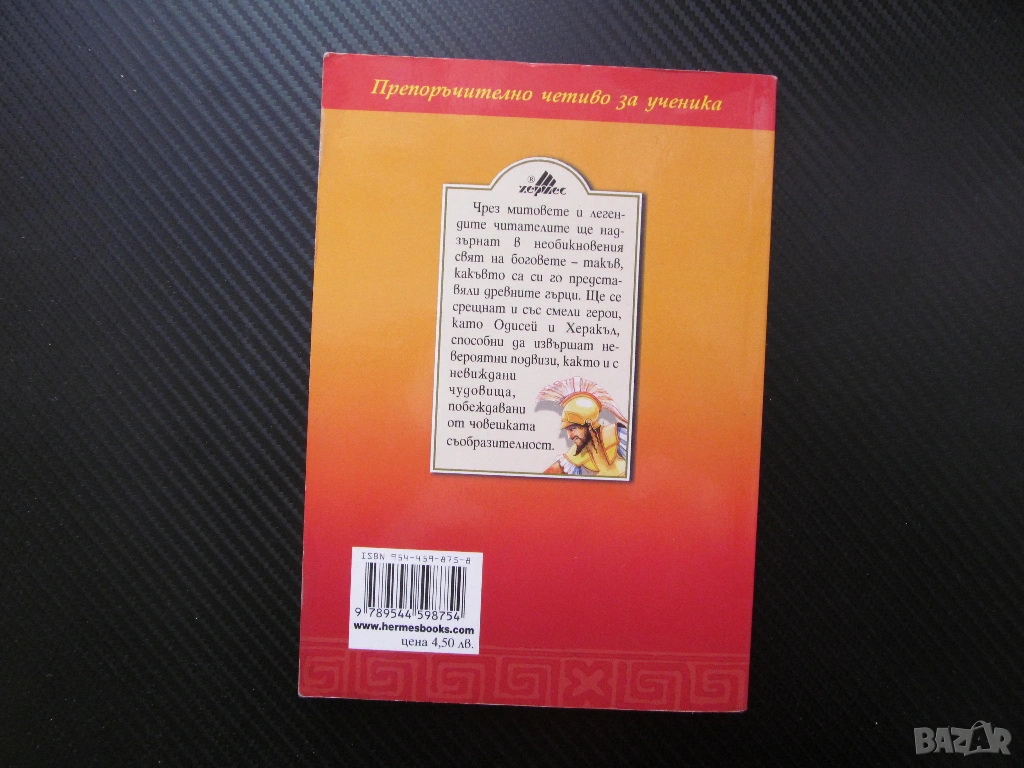 Препоръчително четиво за ученика
®
хермес
Чрез митовете и леген-
дите читателите ще над-
зърнат в необикновения
свят на боговете – такъв,
какъвто са си го предста-
вяли древните гърци. Ще се
срещнат и със смели герои,
като Одисей и Херакъл,
способни да извършат не-
вероятни подвизи, както и с
невиждани
чудовища,
побеждавани
от човешката
съобразителност.
ISBN 954-459-875-8
9 789544 598754
www.hermesbooks.com
цена 4,50 лв.
BAZAR